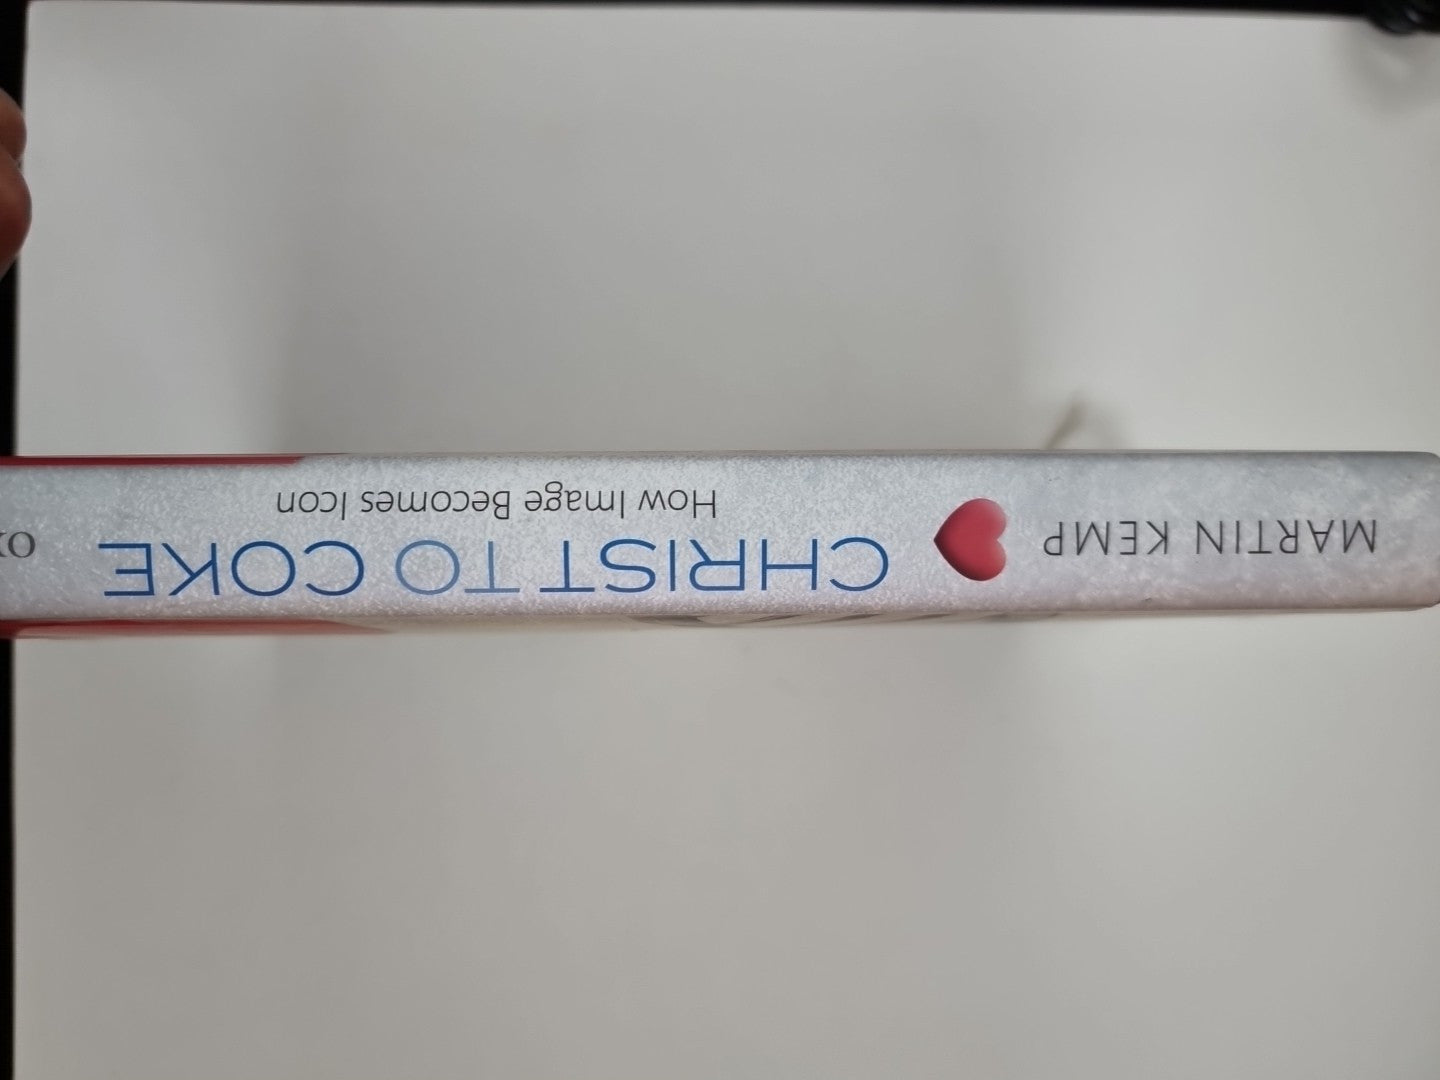 MARTIN KEMP
CHRIST TO COKE
How Image Becomes Icon